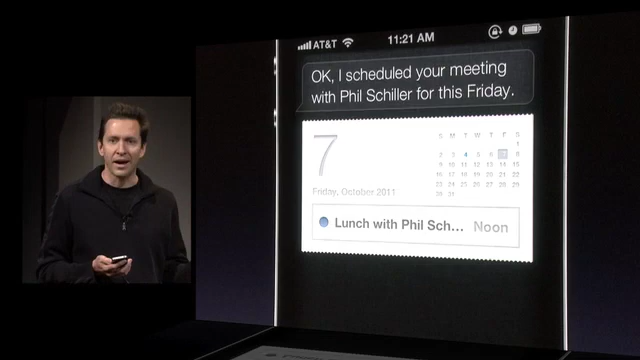 AT&T 11:21 AM
OK, I scheduled your meeting
with Phil Schiller for this Friday.
7
S M T W T F S
1
2 3 4 5 6 7 8
9 10 11 12 13 14 15
16 17 18 19 20 21 22
23 24 25 26 27 28 29
30 31
Friday, October 2011
Lunch with Phil Sch... Noon